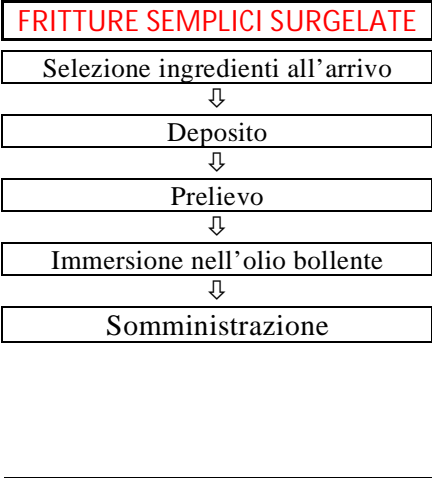 FRITTURE SEMPLICI SURGELATE
Selezione ingredienti all’arrivo
⇩
Deposito
⇩
Prelievo
⇩
Immersione nell’olio bollente
⇩
Somministrazione